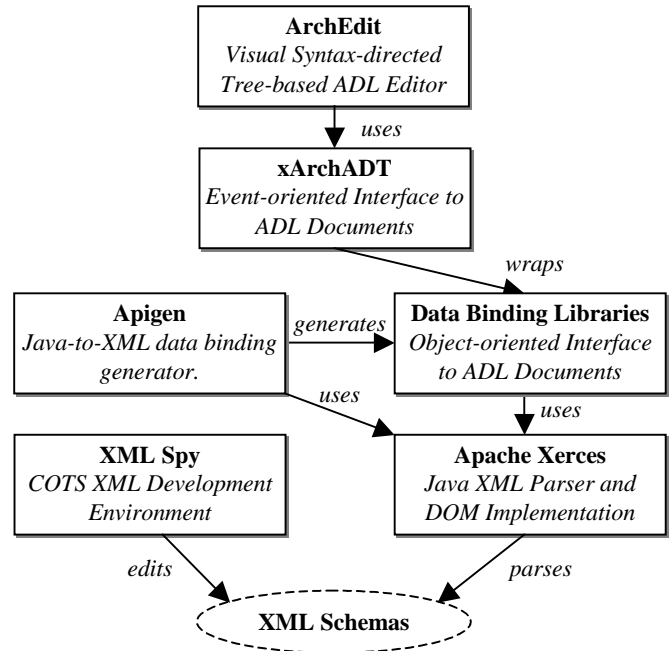 ArchEdit
Visual Syntax-directed
Tree-based ADL Editor
uses
xArchADT
Event-oriented Interface to
ADL Documents
wraps
Apigen
Java-to-XML data binding
generator.
generates
Data Binding Libraries
Object-oriented Interface
to ADL Documents
uses
uses
XML Spy
COTS XML Development
Environment
Apache Xerces
Java XML Parser and
DOM Implementation
edits
parses
XML Schemas